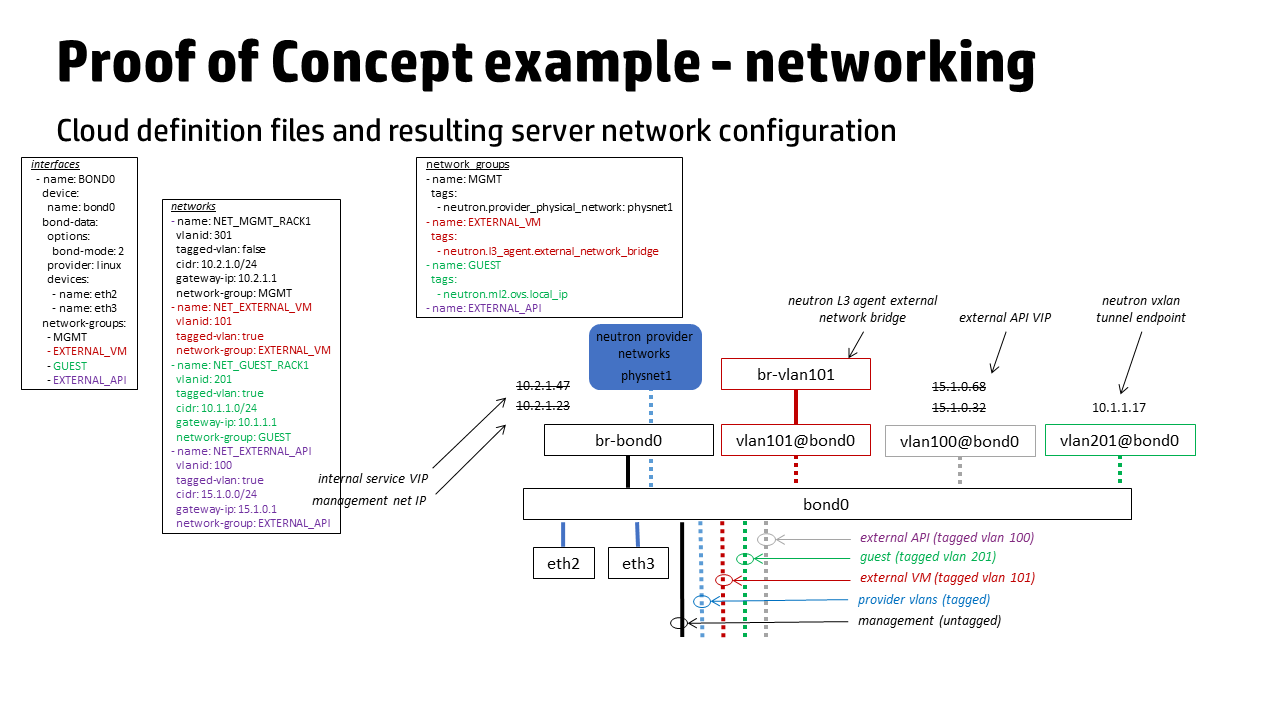 Proof of Concept example - networking
Cloud definition files and resulting server network configuration
interfaces
- name: BOND0
device:
name: bond0
bond-data:
options:
bond-mode: 2
provider: linux
devices:
- name: eth2
- name: eth3
network-groups:
- MGMT
- EXTERNAL_VM
- GUEST
- EXTERNAL_API
networks
- name: NET_MGMT_RACK1
vlanid: 301
tagged-vlan: false
cidr: 10.2.1.0/24
gateway-ip: 10.2.1.1
network-group: MGMT
- name: NET_EXTERNAL_VM
vlanid: 101
tagged-vlan: true
network-group: EXTERNAL_VM
- name: NET_GUEST_RACK1
vlanid: 201
tagged-vlan: true
cidr: 10.1.1.0/24
gateway-ip: 10.1.1.1
network-group: GUEST
- name: NET_EXTERNAL_API
vlanid: 100
tagged-vlan: true
cidr: 15.1.0.0/24
gateway-ip: 15.1.0.1
network-group: EXTERNAL_API
network_groups
- name: MGMT
tags:
- neutron.provider_physical_network: physnet1
- name: EXTERNAL_VM
tags:
- neutron.l3_agent.external_network_bridge
- name: GUEST
tags:
- neutron.ml2.ovs.local_ip
- name: EXTERNAL_API
neutron L3 agent external
network bridge
external API VIP
neutron vxlan
tunnel endpoint
neutron provider
networks
physnet1
br-vlan101
10.2.1.47
10.2.1.23
15.1.0.68
15.1.0.32
10.1.1.17
br-bond0
vlan101@bond0
vlan100@bond0
vlan201@bond0
internal service VIP
management net IP
bond0
eth2
eth3
external API (tagged vlan 100)
guest (tagged vlan 201)
external VM (tagged vlan 101)
provider vlans (tagged)
management (untagged)